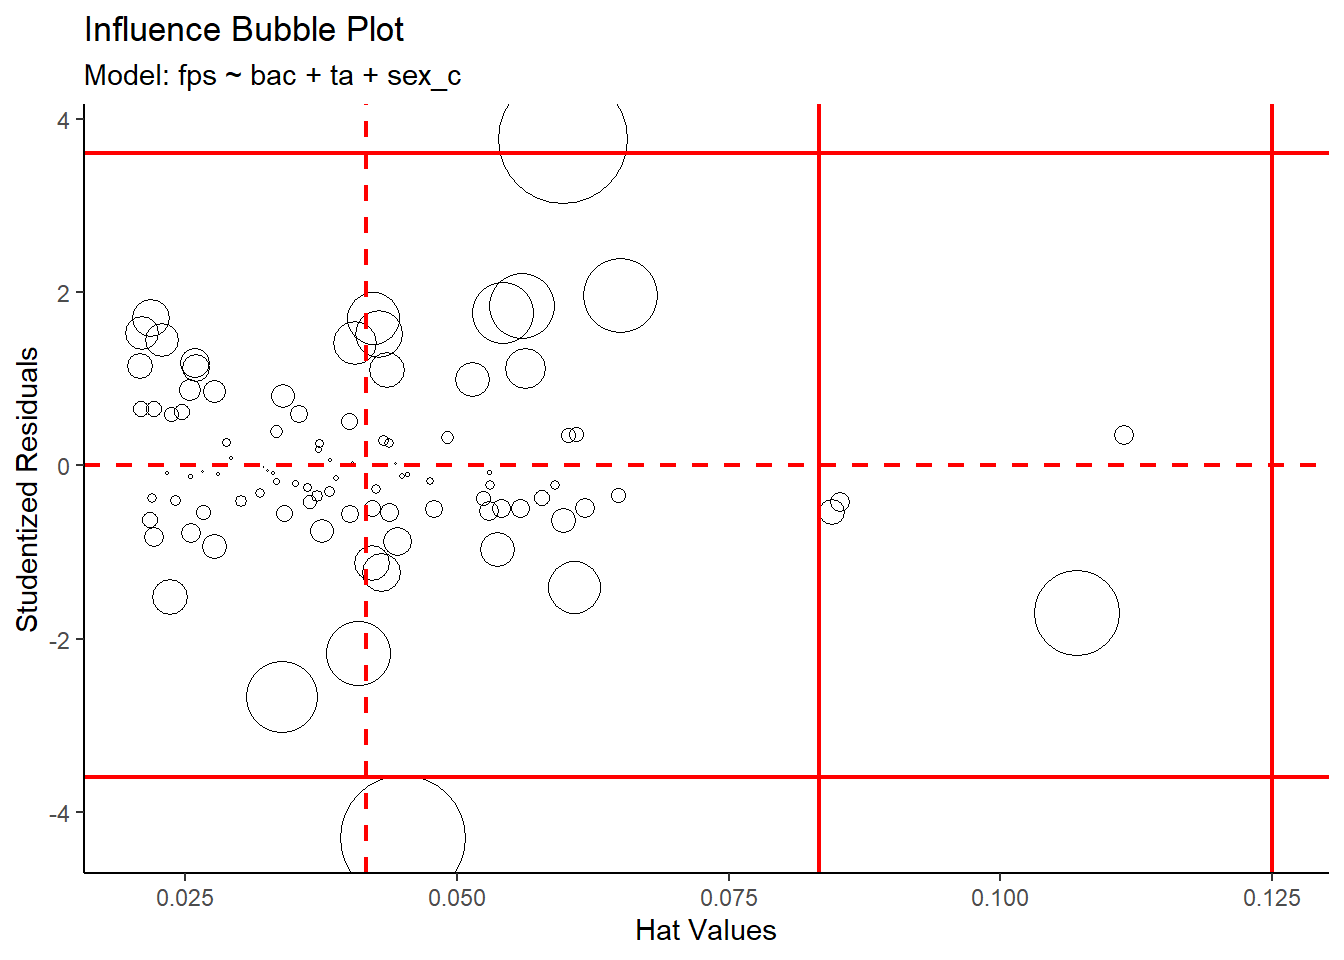 Influence Bubble Plot
Model: fps ~ bac + ta + sex_c
4
2
0
-2
-4
Studentized Residuals
0.025
0.050
0.075
0.100
0.125
Hat Values